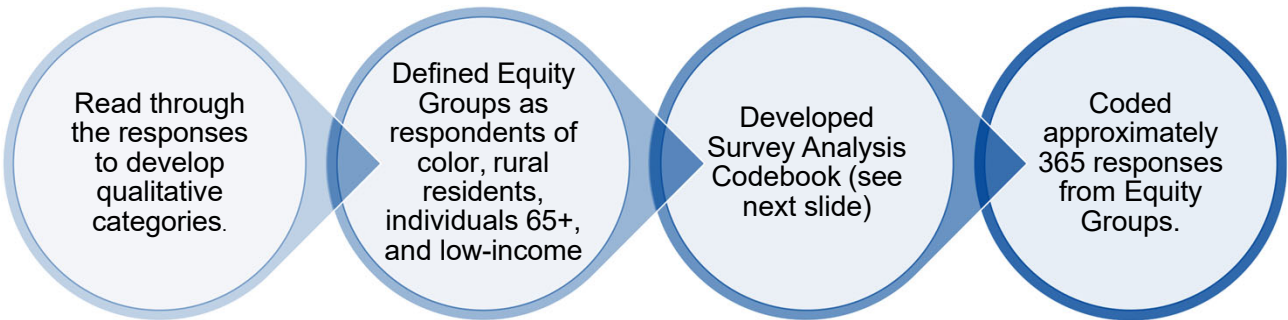 Read through
the responses
to develop
qualitative
categories.
Defined Equity
Groups as
respondents of
color, rural
residents,
individuals 65+,
and low-income
Developed
Survey Analysis
Codebook (see
next slide)
Coded
approximately
365 responses
from Equity
Groups.